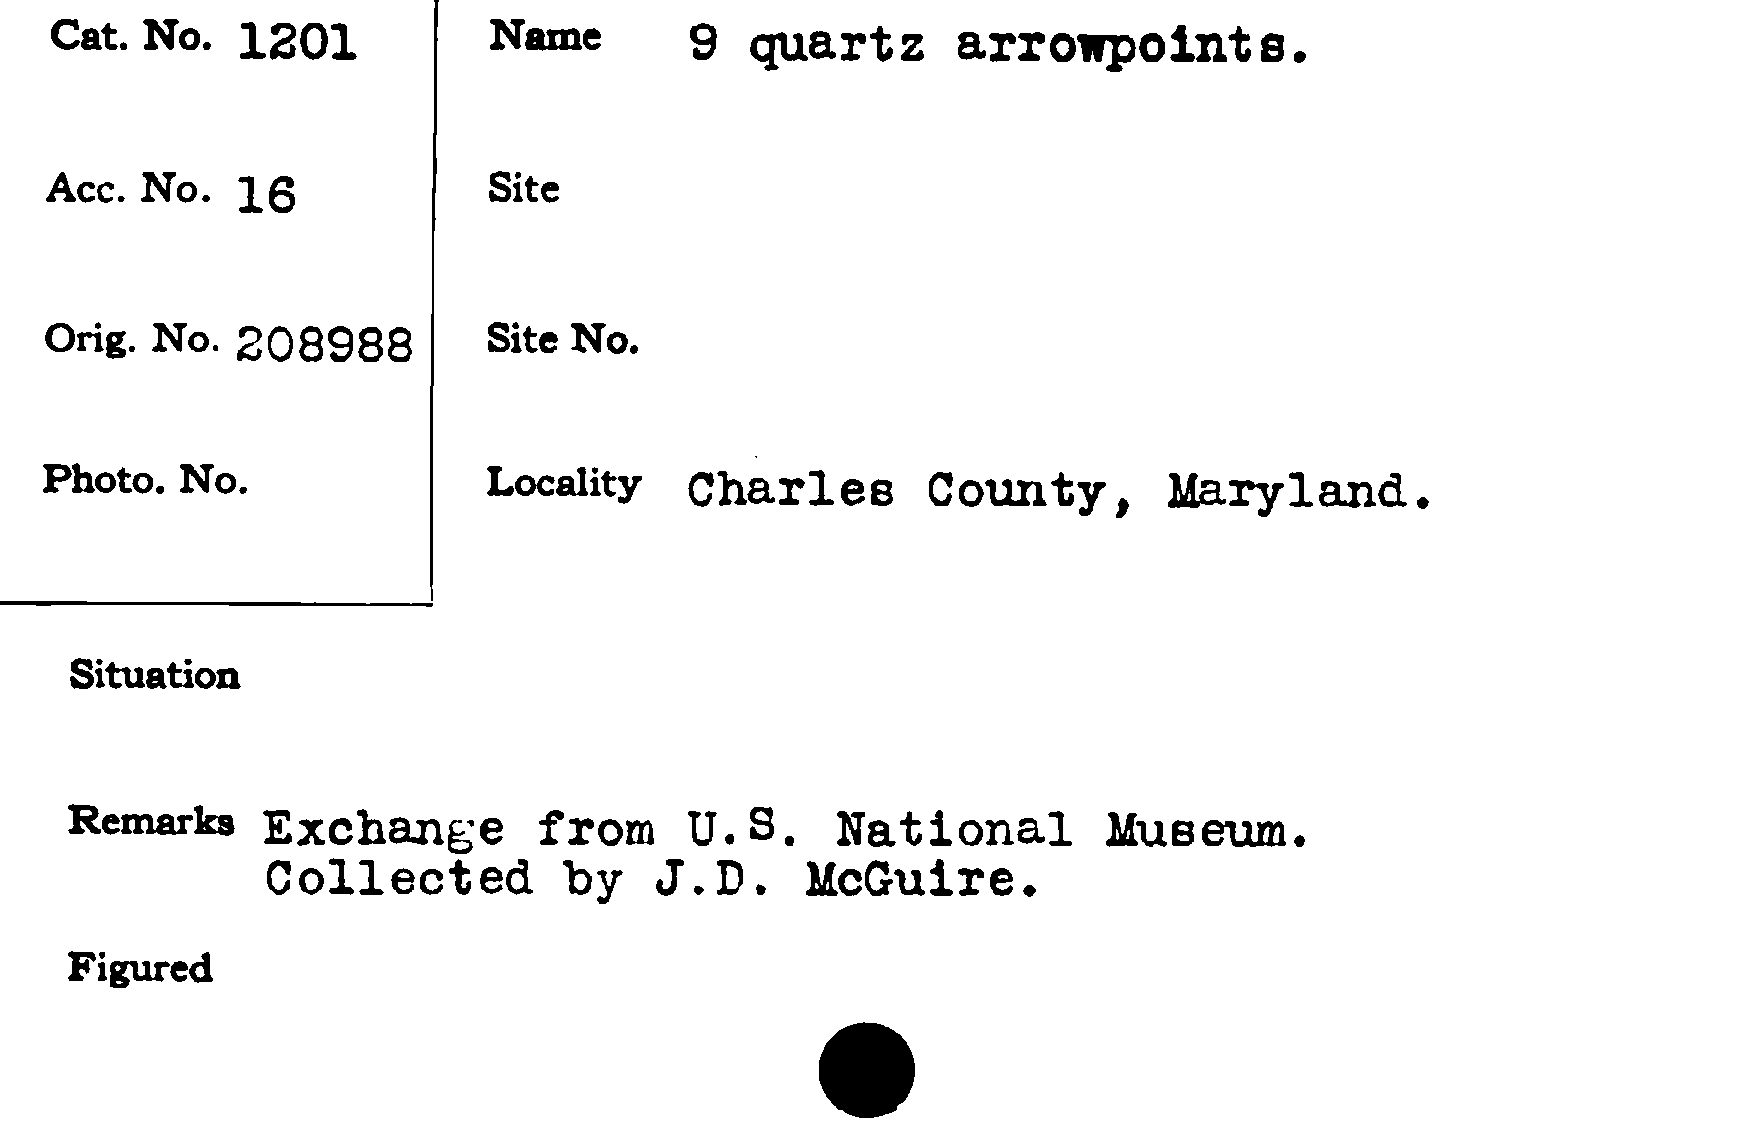 Cat. No. 1201
Name 9 quartz arrowpoints.
Acc. No. 16
Site
Orig. No. 208988
Site No.
Photo. No.
Locality Charles County, Maryland.
Situation
Remarks Exchange from U.S. National Museum.
Collected by J.D. McGuire.
Figured